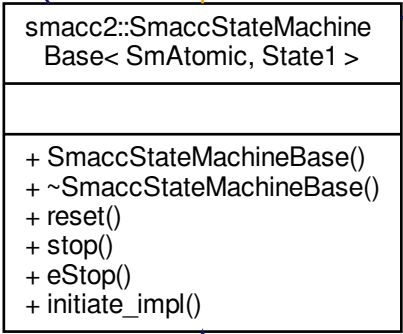 smacc2::SmaccStateMachine
Base< SmAtomic, State1 >
+ SmaccStateMachineBase()
+ ~SmaccStateMachineBase()
+ reset()
+ stop()
+ eStop()
+ initiate_impl()